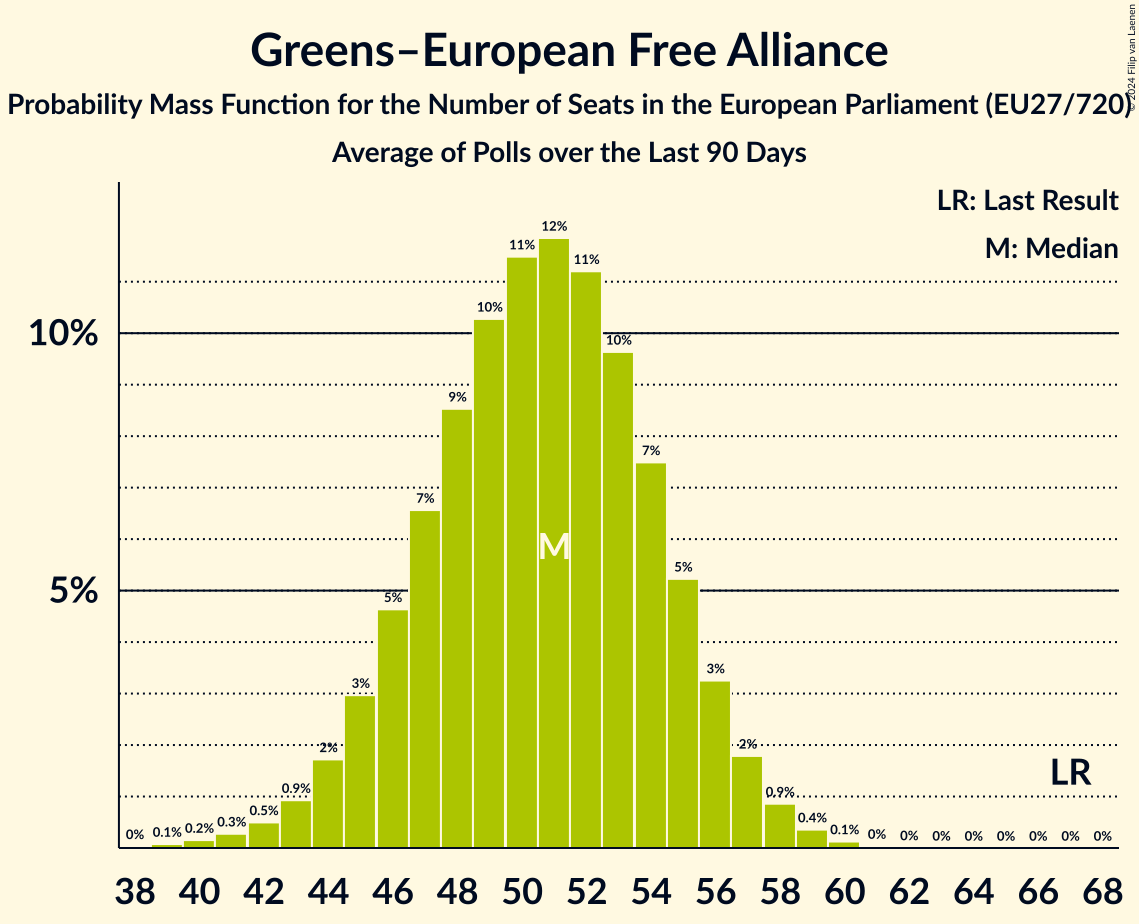 © 2024 Filip van Laenen
Greens–European Free Alliance
Probability Mass Function for the Number of Seats in the European Parliament (EU27/720)
Average of Polls over the Last 90 Days
LR: Last Result
M: Median
10%
5%
0% 0.1% 0.2% 0.3% 0.5% 0.9% 2% 3% 5% 7% 9% 10% 11% 12% 11% 10% 7% 5% 3% 2% 0.9% 0.4% 0.1% 0% 0% 0% 0% 0% 0% 0% 0%
M
LR
38 40 42 44 46 48 50 52 54 56 58 60 62 64 66 68